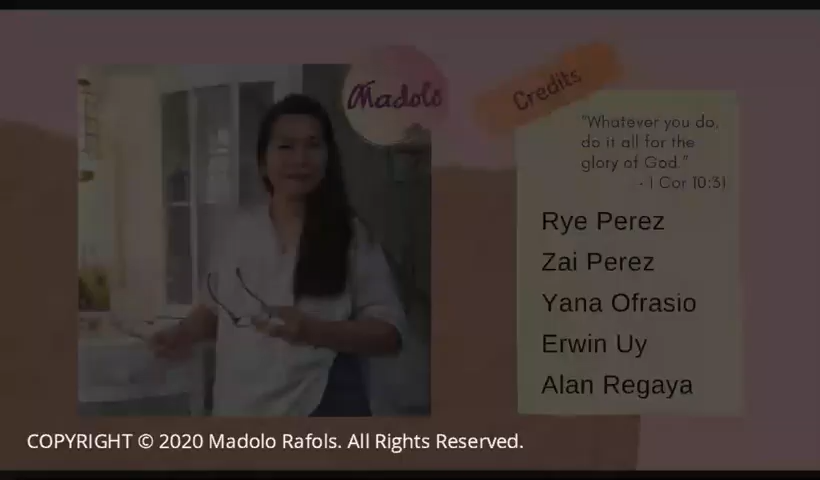 Madolo
Credits
"Whatever you do,
do it all for the
glory of God."
- 1 Cor 10:31
Rye Perez
Zai Perez
Yana Ofrasio
Erwin Uy
Alan Regaya
COPYRIGHT © 2020 Madolo Rafols. All Rights Reserved.